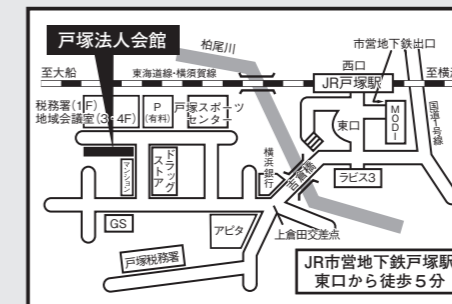 戸塚法人会館
柏尾川
市営地下鉄出口
西口
至大船
東海道線・横須賀線
JR戸塚駅
至横浜
税務署(1F)
地域会議室(3・4F)
P
(有料)
戸塚スポーツ
センター
東口
MODI
国道1号線
マンション
ドラッグ
ストア
横浜
銀行
吉倉橋
ラピス3
GS
アピタ
上倉田交差点
戸塚税務署
JR市営地下鉄戸塚駅
東口から徒歩5分